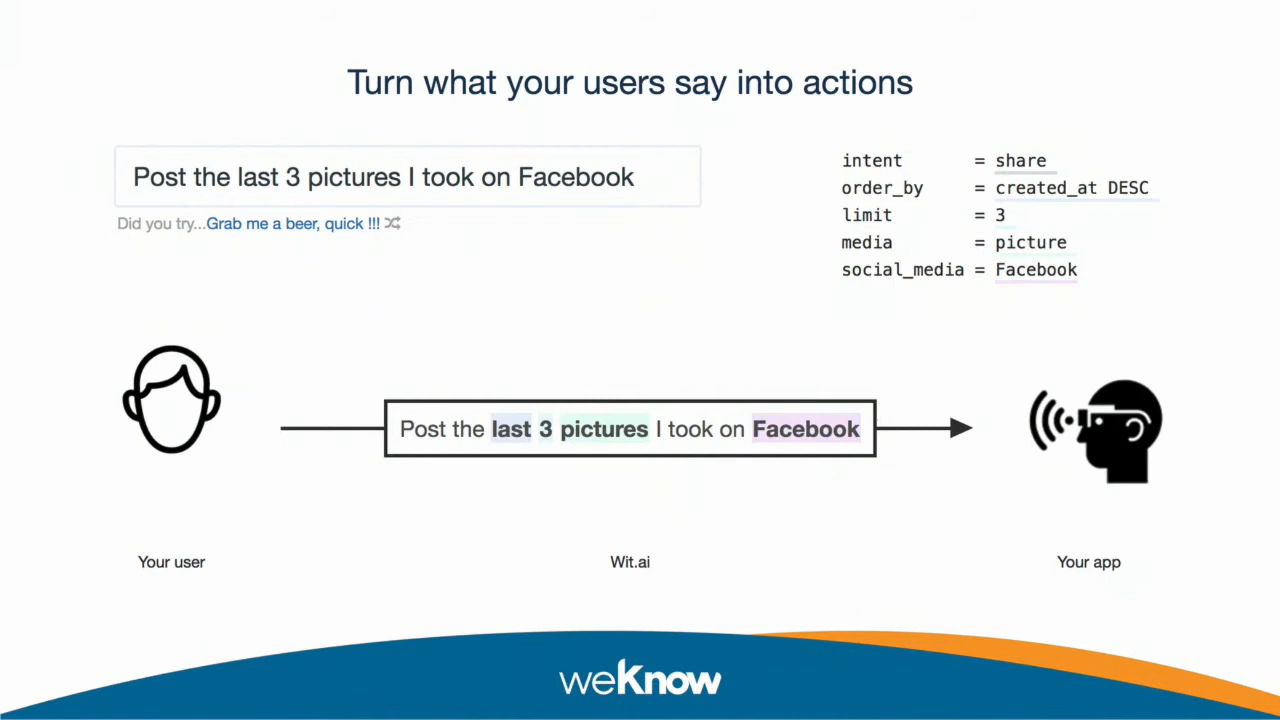 Turn what your users say into actions
Post the last 3 pictures I took on Facebook
Did you try...Grab me a beer, quick !!!
intent = share
order_by = created_at DESC
limit = 3
media = picture
social_media = Facebook
Post the last 3 pictures I took on Facebook
Your user
Wit.ai
Your app
weKnow